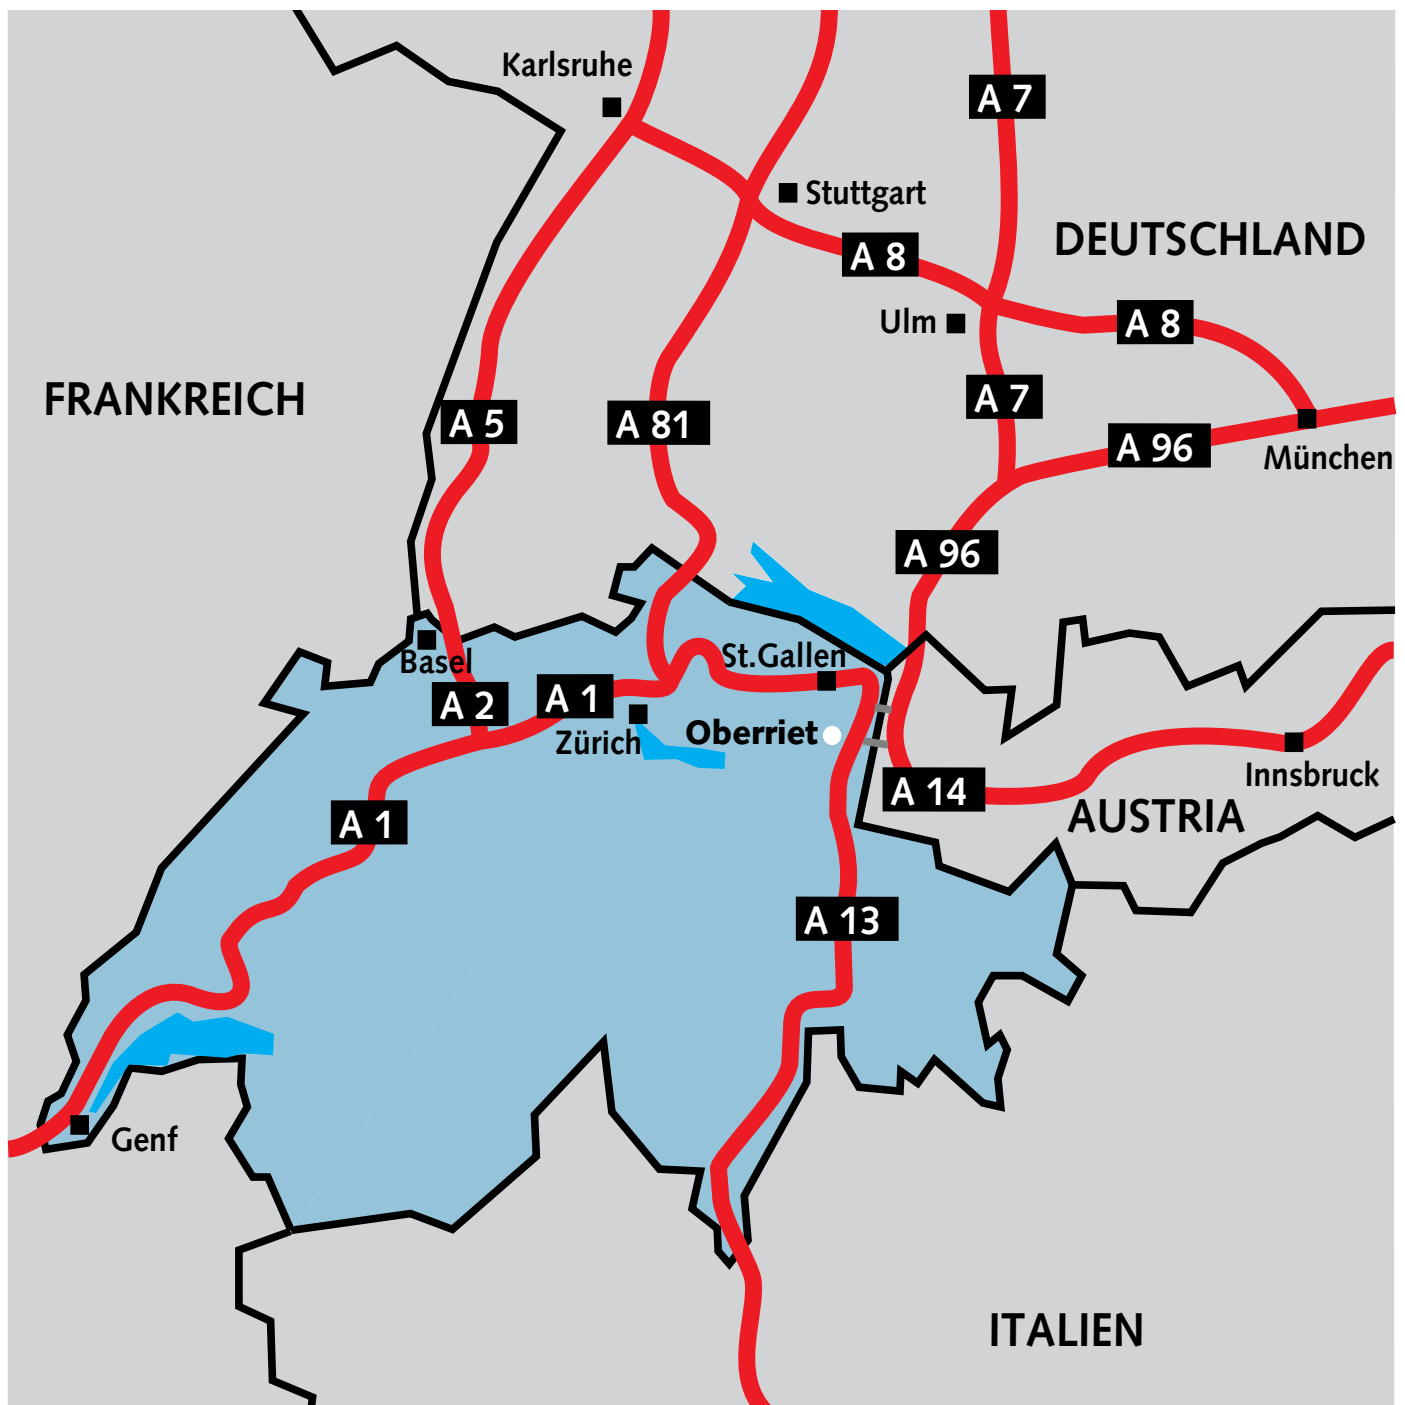 Karlsruhe
A 7
Stuttgart
DEUTSCHLAND
A 8
Ulm
A 8
FRANKREICH
A 7
A 5
A 81
A 96
München
A 96
Basel
St.Gallen
A 2
A 1
Zürich
Oberriet
Innsbruck
A 14
AUSTRIA
A 1
A 13
Genf
ITALIEN